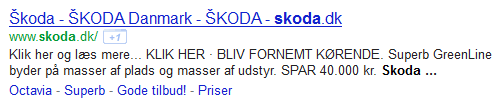 Škoda - ŠKODA Danmark - ŠKODA - skoda.dk
www.skoda.dk/ +1
Klik her og læs mere... KLIK HER · BLIV FORNEMT KØRENDE. Superb GreenLine
byder på masser af plads og masser af udstyr. SPAR 40.000 kr. Skoda ...
Octavia - Superb - Gode tilbud! - Priser